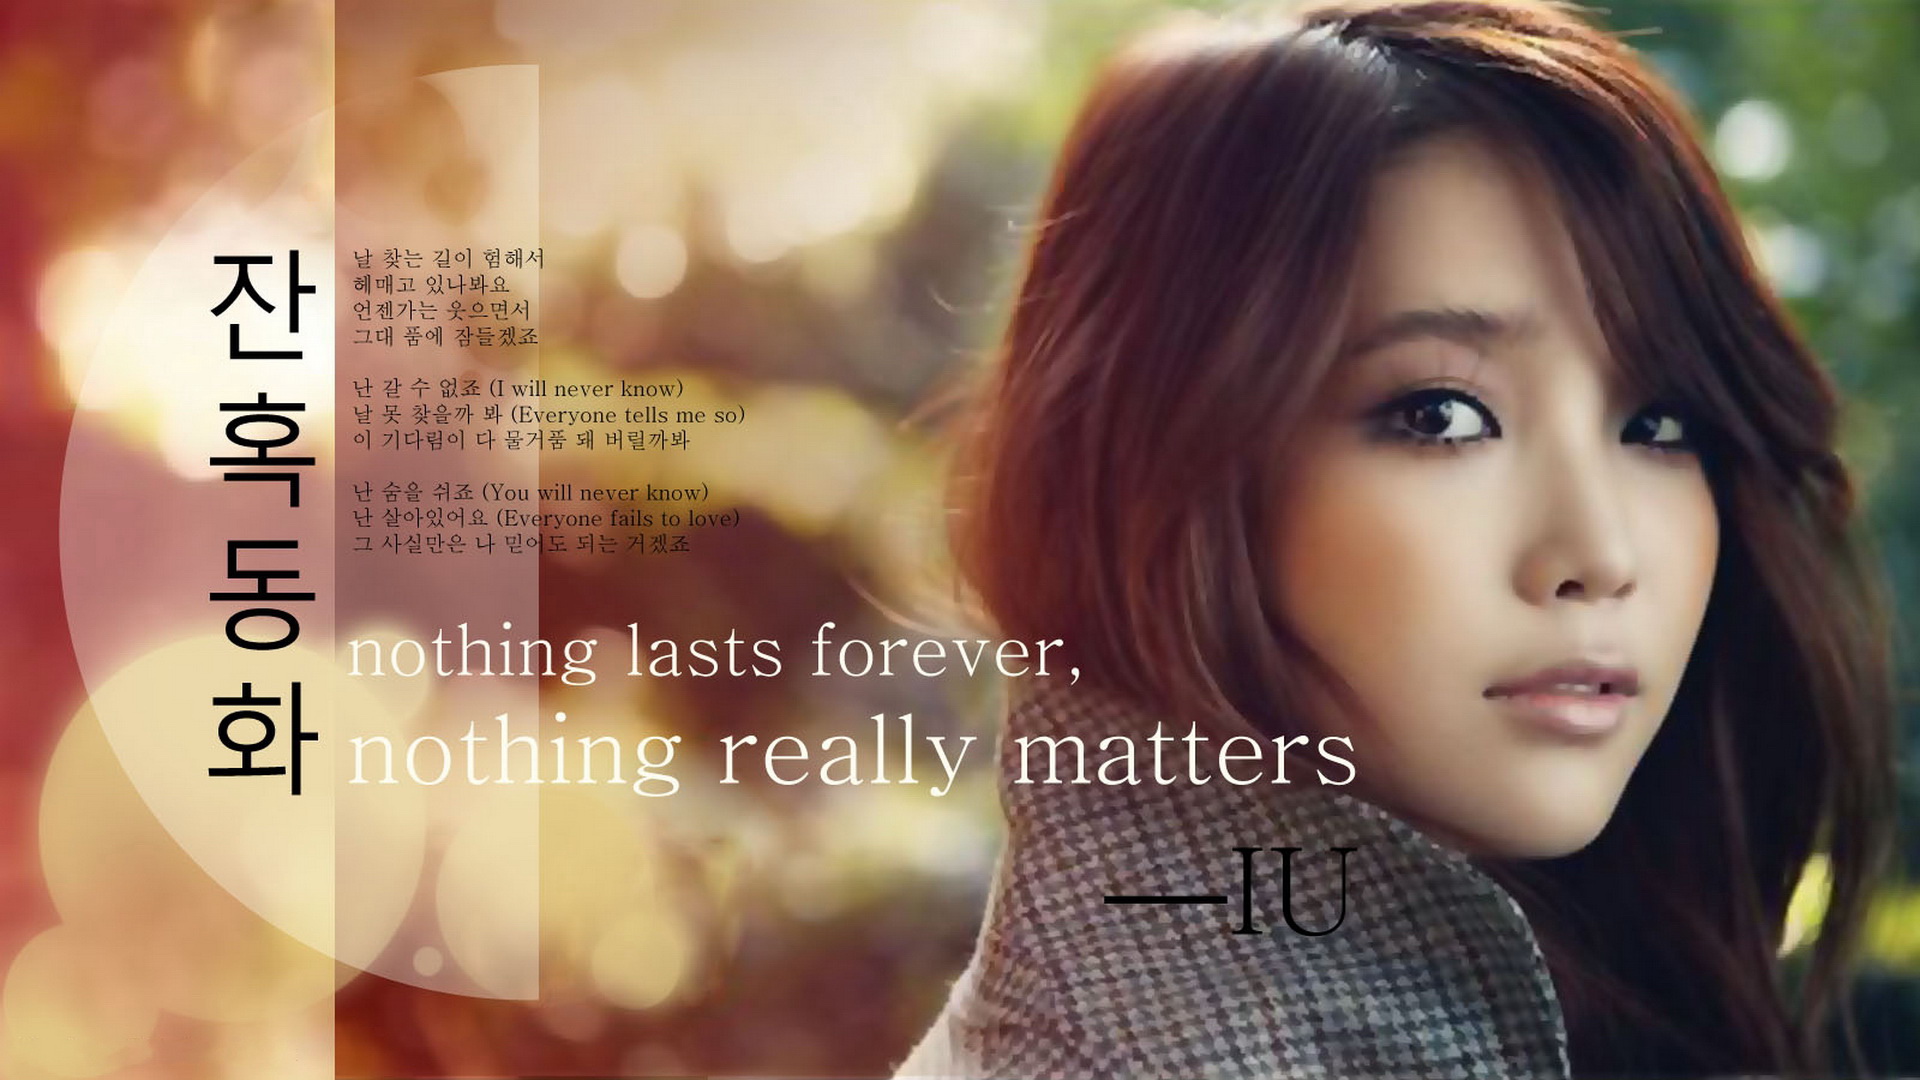 잔혹동화
날 찾는 길이 험해서
헤매고 있나봐요
언젠가는 웃으면서
그대 품에 잠들겠죠
난 갈 수 없죠 (I will never know)
날 못 찾을까 봐 (Everyone tells me so)
이 기다림이 다 물거품 돼 버릴까봐
난 숨을 쉬죠 (You will never know)
난 살아있어요 (Everyone fails to love)
그 사실만은 나 믿어도 되는 거겠죠
nothing lasts forever,
nothing really matters
—IU